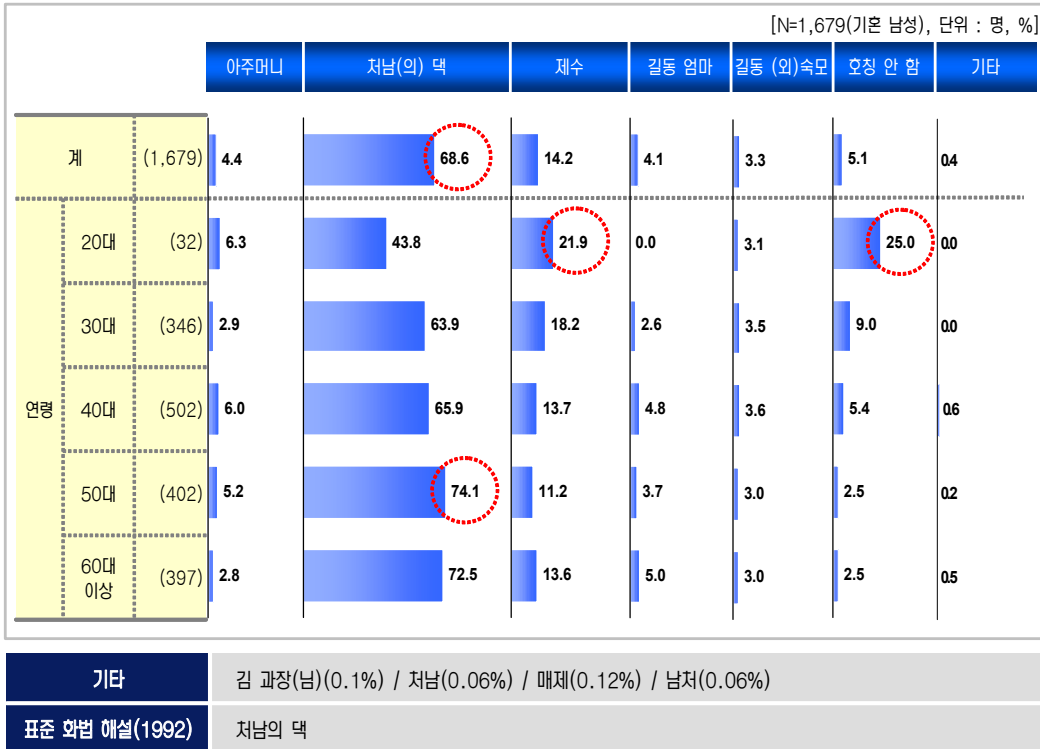 [N=1,679(기혼 남성), 단위 : 명, %]
아주머니 처남(의) 댁 제수 길동 엄마 길동 (외)숙모 호칭 안 함 기타
계 (1,679) 4.4 68.6 14.2 4.1 3.3 5.1 0.4
20대 (32) 6.3 43.8 21.9 0.0 3.1 25.0 0.0
30대 (346) 2.9 63.9 18.2 2.6 3.5 9.0 0.0
연령 40대 (502) 6.0 65.9 13.7 4.8 3.6 5.4 0.6
50대 (402) 5.2 74.1 11.2 3.7 3.0 2.5 0.2
60대
이상 (397) 2.8 72.5 13.6 5.0 3.0 2.5 0.5
기타 김 과장(님)(0.1%) / 처남(0.06%) / 매제(0.12%) / 남처(0.06%)
표준 화법 해설(1992) 처남의 댁